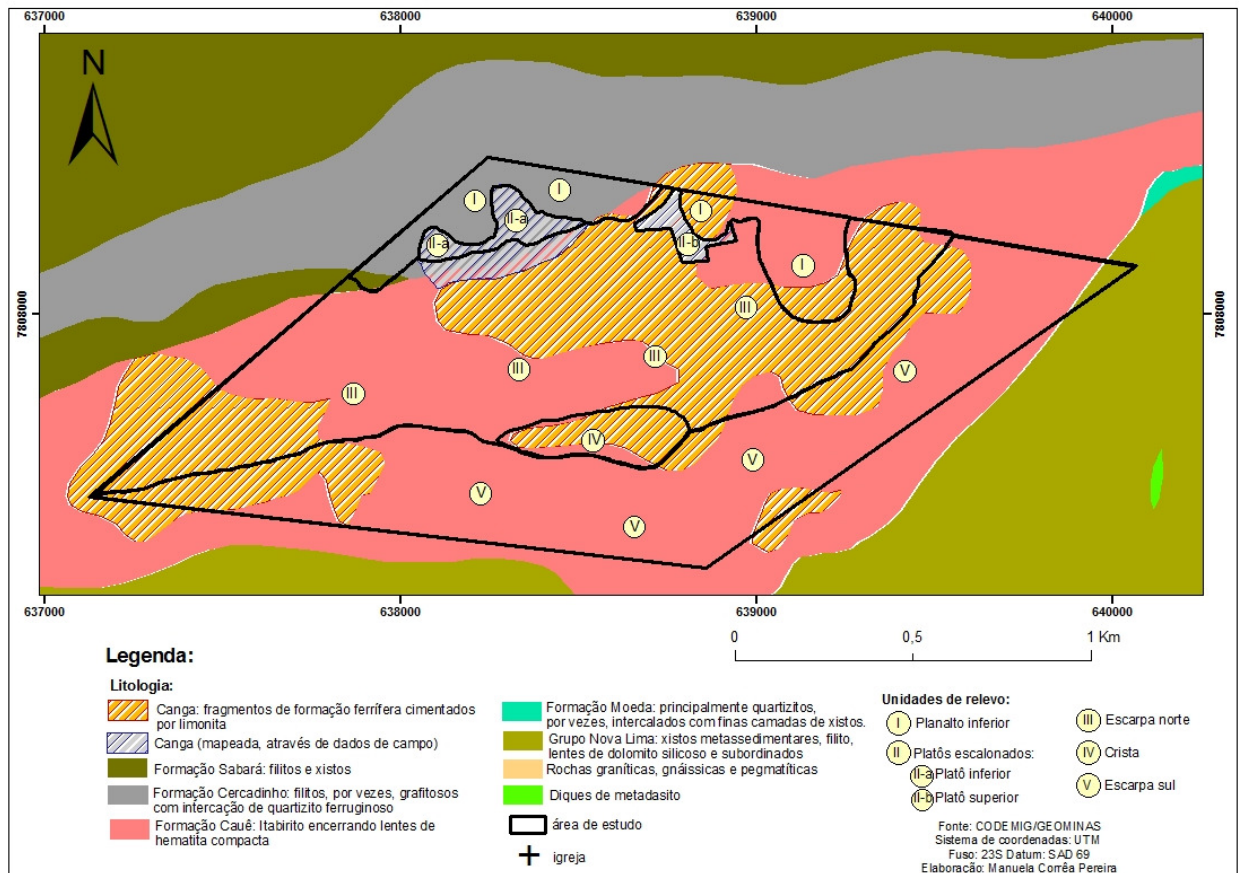 637000
638000
639000
640000
N
I
I
II-a
II-a
I
II-b
I
7808000
7808000
III
III
III
III
V
IV
V
V
V
637000
638000
639000
640000
0
0,5
1 Km
Legenda:
Litologia:
Canga: fragmentos de formação ferrífera cimentados
por limonita
Canga (mapeada, através de dados de campo)
Formação Sabará: filitos e xistos
Formação Cercadinho: filitos, por vezes, grafitosos
com intercação de quartizito ferruginoso
Formação Cauê: Itabirito encerrando lentes de
hematita compacta
Formação Moeda: principalmente quartizitos,
por vezes, intercalados com finas camadas de xistos.
Grupo Nova Lima: xistos metassedimentares, filito,
lentes de dolomito silicoso e subordinados
Rochas graníticas, gnáissicas e pegmatíticas
Diques de metadasito
área de estudo
igreja
Unidades de relevo:
I Planalto inferior
II Platôs escalonados:
II-a Platô inferior
II-b Platô superior
III Escarpa norte
IV Crista
V Escarpa sul
Fonte: CODEMIG/GEOMINAS
Sistema de coordenadas: UTM
Fuso: 23S Datum: SAD 69
Elaboração: Manuela Corrêa Pereira